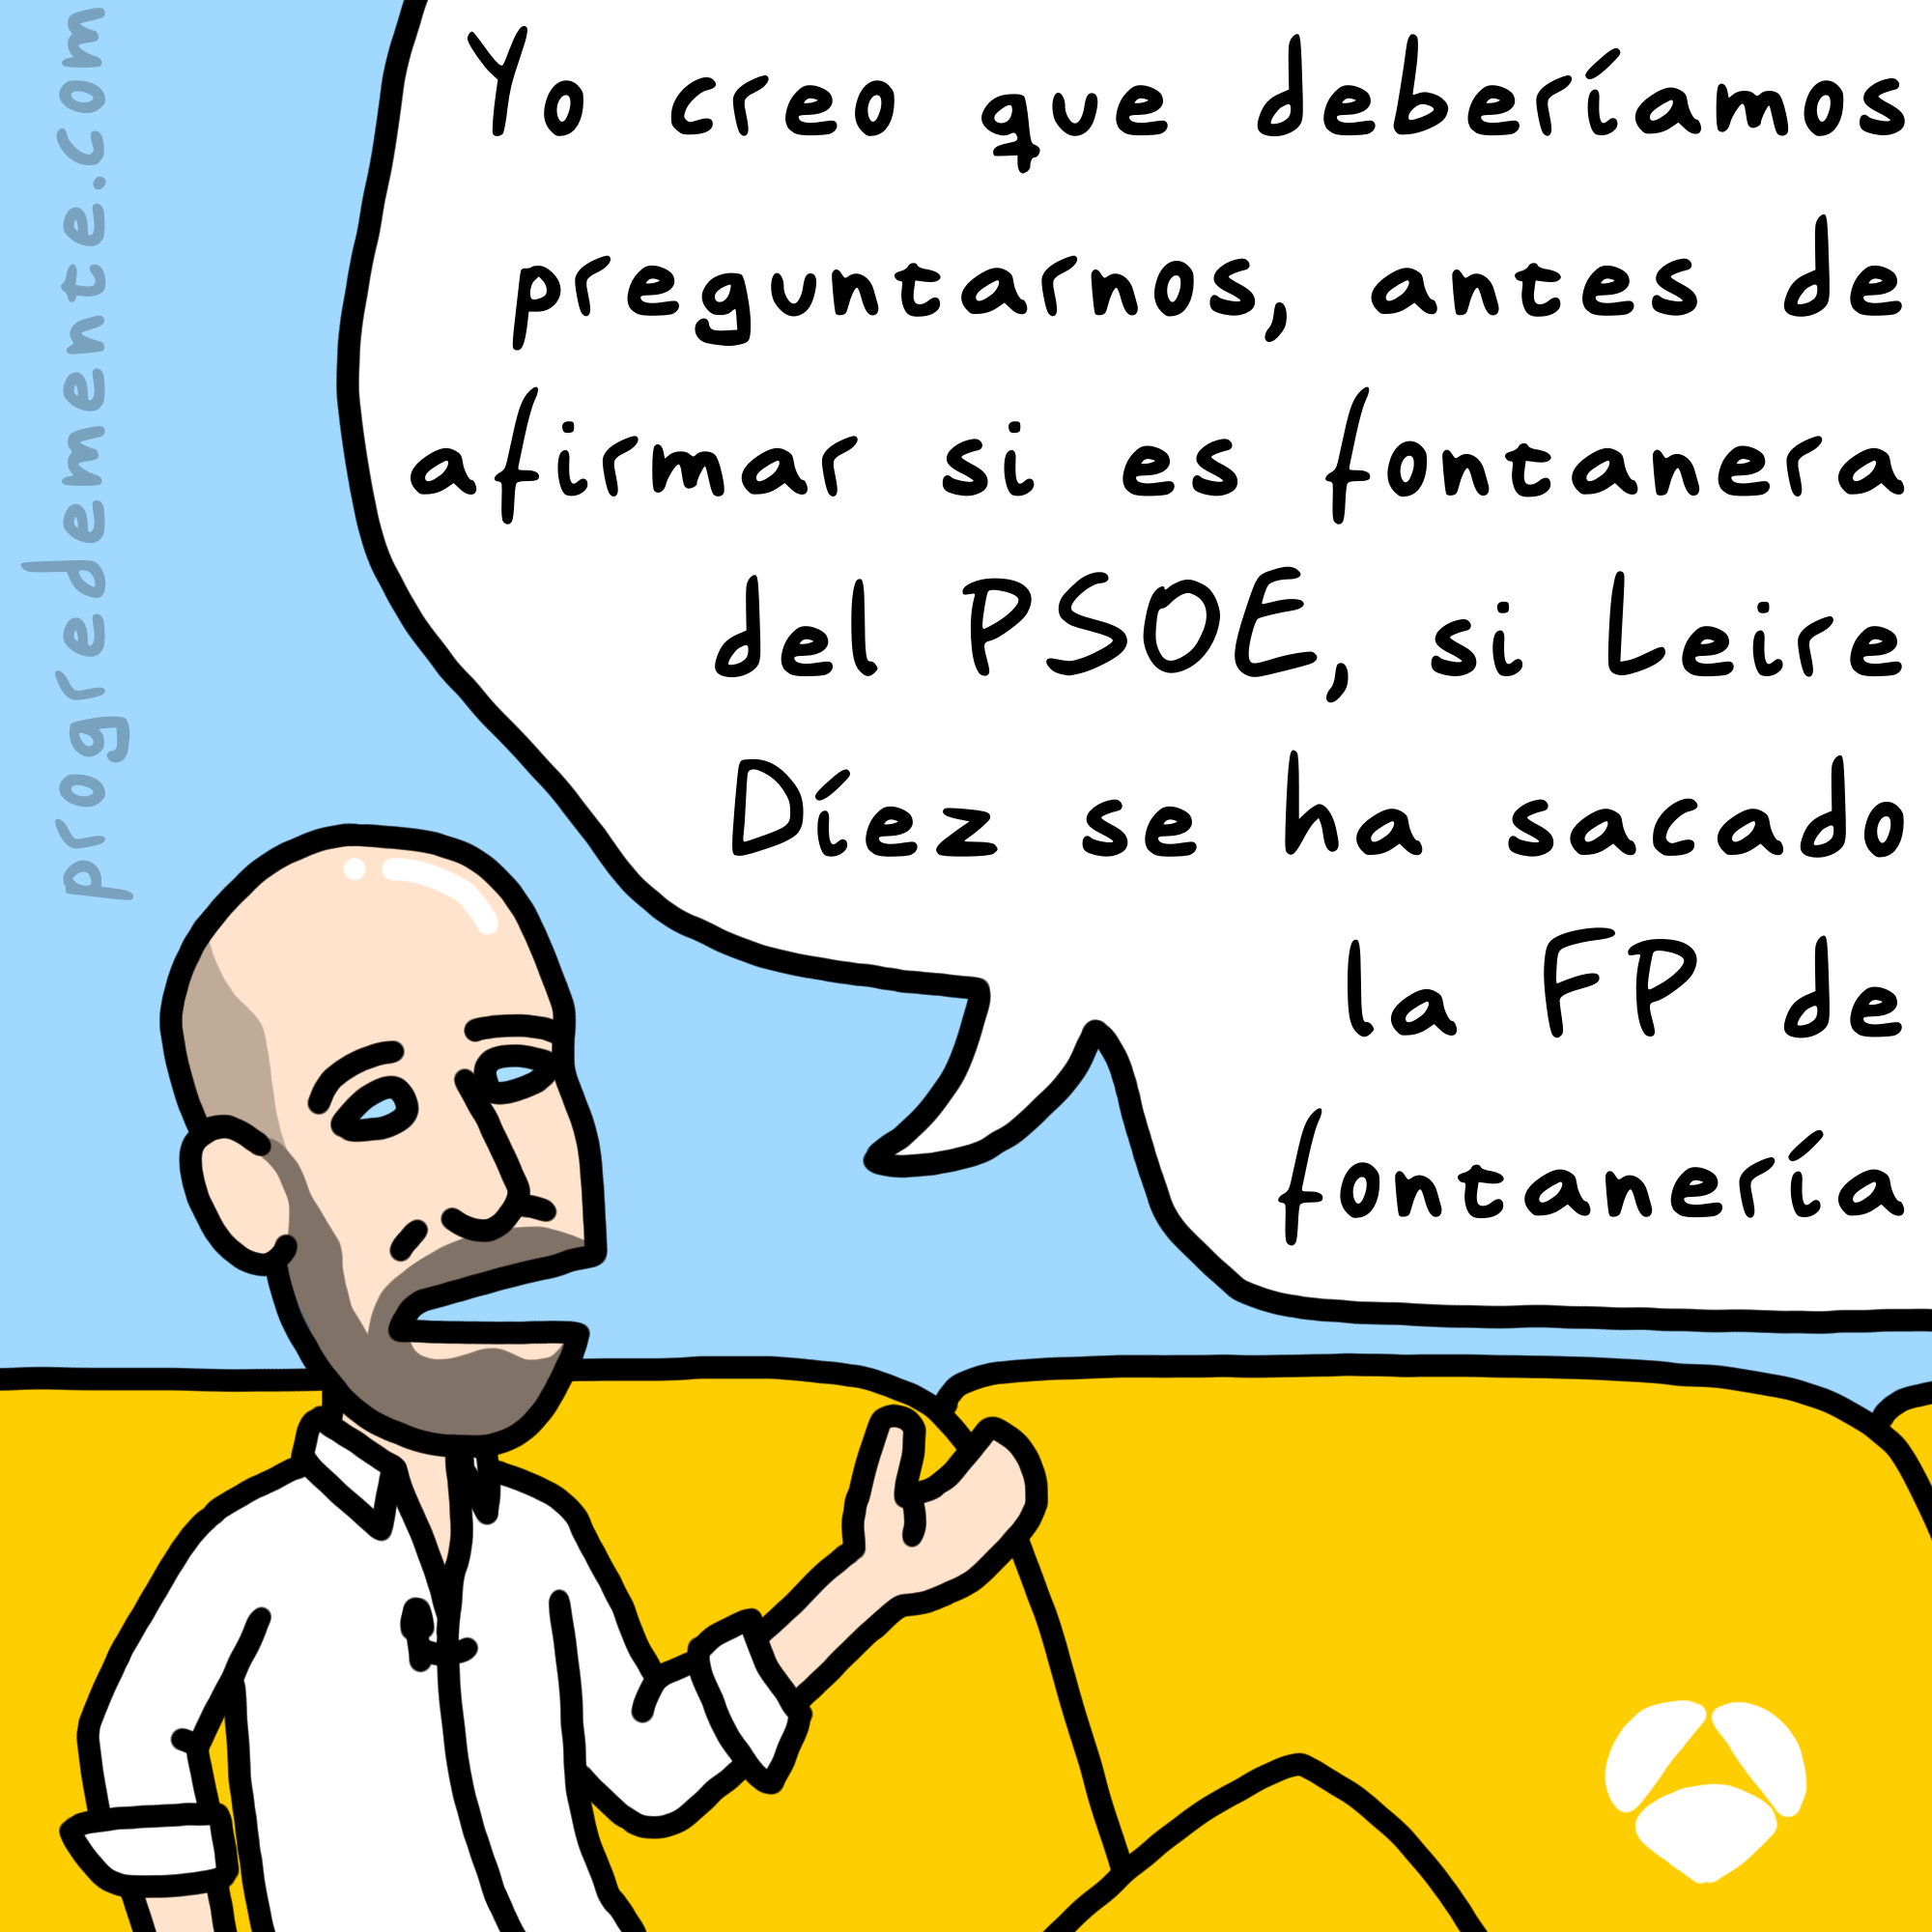 Yo creo que deberíamos
preguntarnos, antes de
afirmar si es fontanera
del PSOE, si Leire
Díez se ha sacado
la FP de
fontanería
progredemente.com